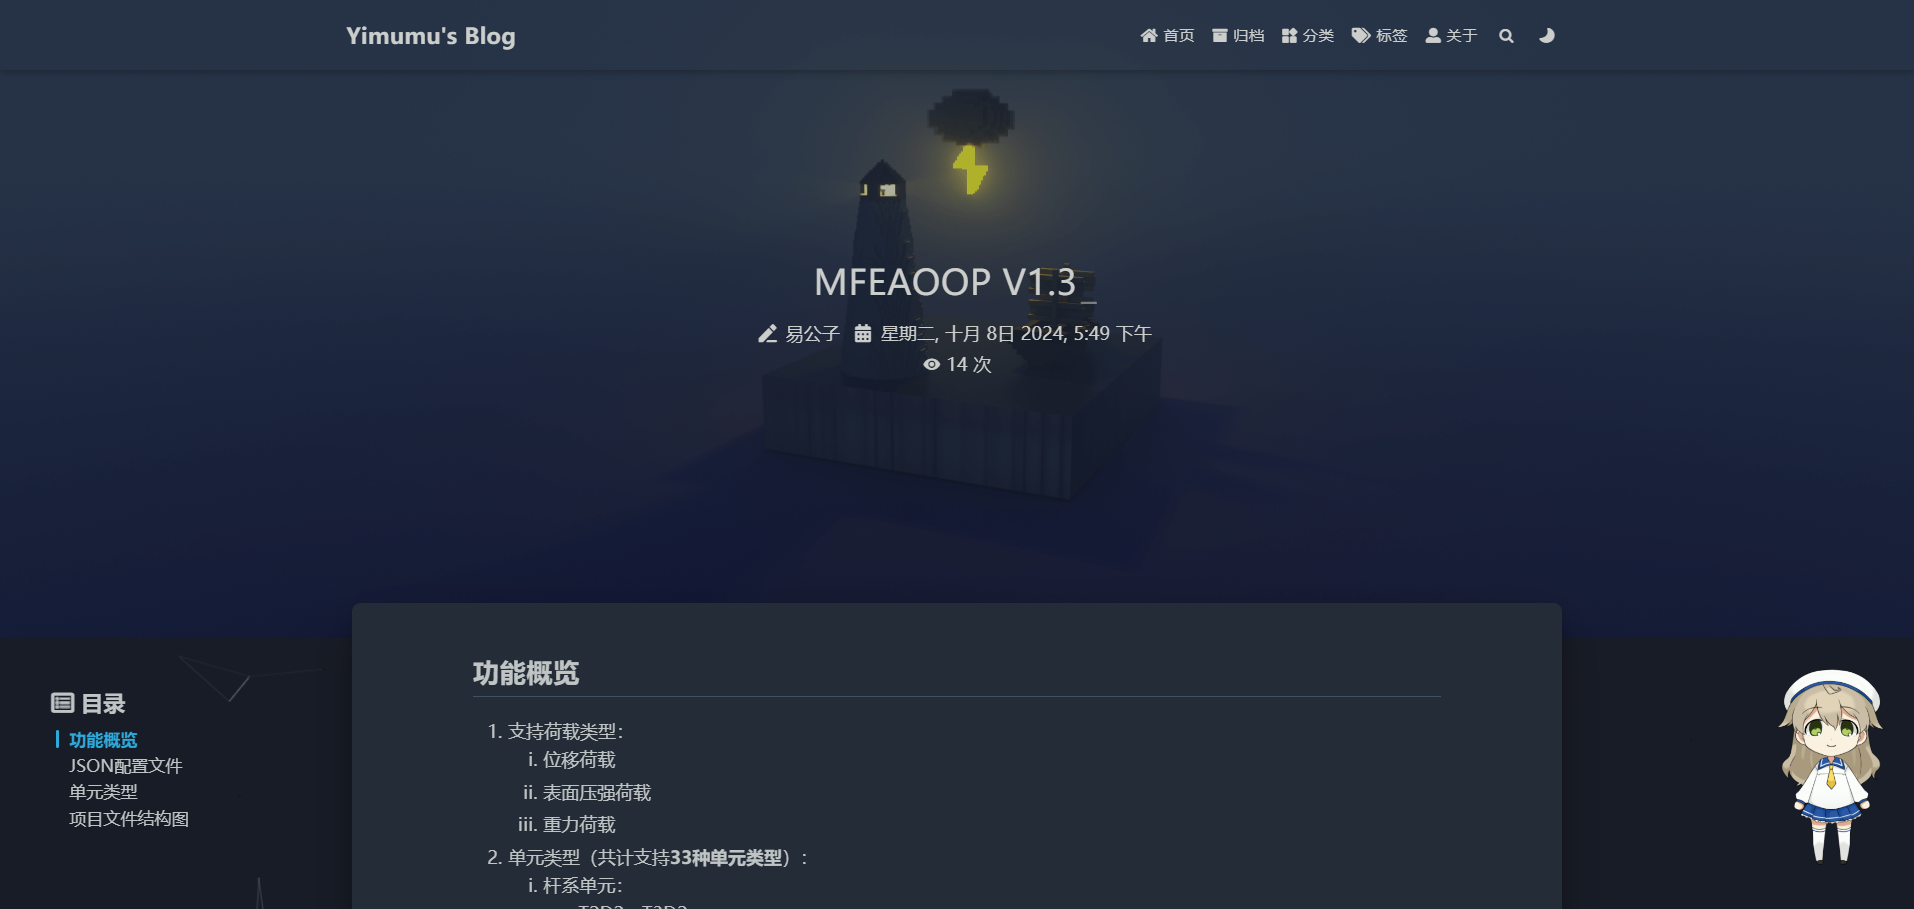 Yimumu's Blog
首页 归档 分类 标签 关于
MFEAOOP V1.3_
易公子 星期二, 十月 8日 2024, 5:49 下午
14 次
目录
功能概览
JSON配置文件
单元类型
项目文件结构图
功能概览
1. 支持荷载类型：
i. 位移荷载
ii. 表面压强荷载
iii. 重力荷载
2. 单元类型（共计支持33种单元类型）：
i. 杆系单元：